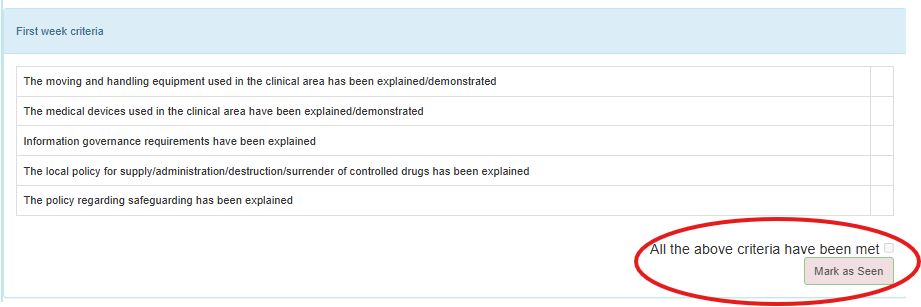 First week criteria
The moving and handling equipment used in the clinical area has been explained/demonstrated
The medical devices used in the clinical area have been explained/demonstrated
Information governance requirements have been explained
The local policy for supply/administration/destruction/surrender of controlled drugs has been explained
The policy regarding safeguarding has been explained
All the above criteria have been met
Mark as Seen